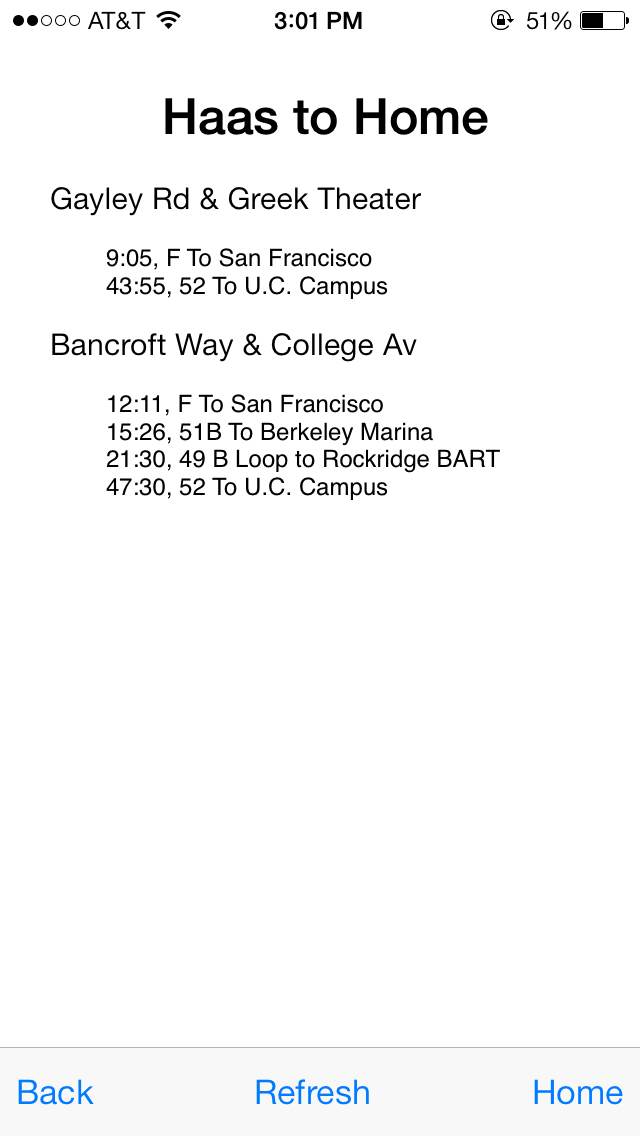 AT&T 3:01 PM 51%
Haas to Home
Gayley Rd & Greek Theater
9:05, F To San Francisco
43:55, 52 To U.C. Campus
Bancroft Way & College Av
12:11, F To San Francisco
15:26, 51B To Berkeley Marina
21:30, 49 B Loop to Rockridge BART
47:30, 52 To U.C. Campus
Back Refresh Home